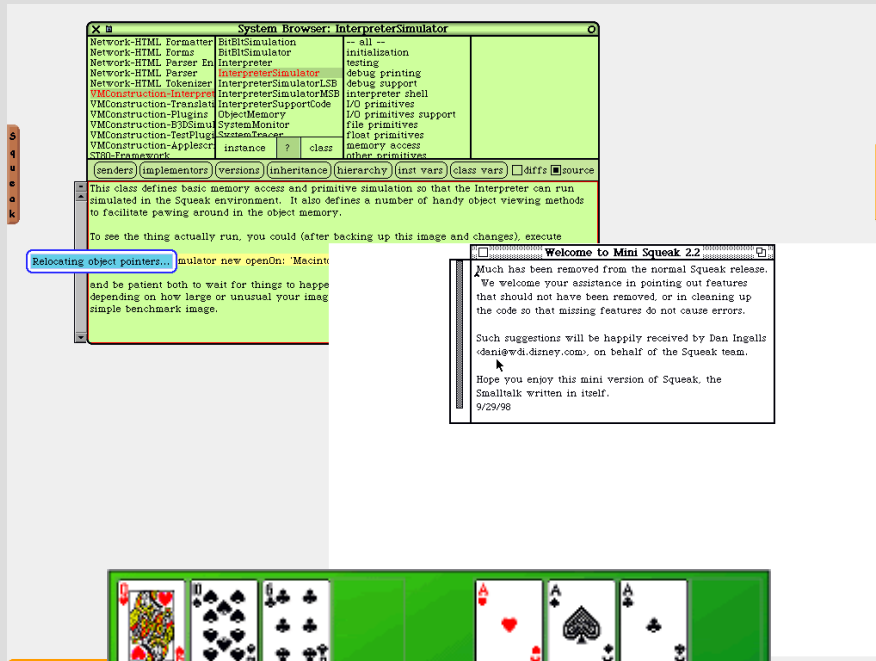 System Browser: InterpreterSimulator
Network-HTML Formatter
Network-HTML Forms
Network-HTML Parser En
Network-HTML Parser
Network-HTML Tokenizer
VMConstruction-Interpret
VMConstruction-Translati
VMConstruction-Plugins
VMConstruction-B3DSimul
VMConstruction-TestPlugi
VMConstruction-Applescr
ST80-Framework
BitBltSimulation
BitBltSimulator
Interpreter
InterpreterSimulator
InterpreterSimulatorLSB
InterpreterSimulatorMSB
InterpreterSupportCode
ObjectMemory
SystemMonitor
SystemTracer
instance ? class
-- all --
initialization
testing
debug printing
debug support
interpreter shell
I/O primitives
I/O primitives support
file primitives
float primitives
memory access
other primitives
senders implementors versions inheritance hierarchy inst vars class vars diffs source
This class defines basic memory access and primitive simulation so that the Interpreter can run
simulated in the Squeak environment. It also defines a number of handy object viewing methods
to facilitate pawing around in the object memory.
To see the thing actually run, you could (after backing up this image and changes), execute
mulator new openOn: 'Macinto
and be patient both to wait for things to happe
depending on how large or unusual your imag
simple benchmark image.
Squeak
Relocating object pointers...
Welcome to Mini Squeak 2.2
Much has been removed from the normal Squeak release.
We welcome your assistance in pointing out features
that should not have been removed, or in cleaning up
the code so that missing features do not cause errors.
Such suggestions will be happily received by Dan Ingalls
<dani@wdi.disney.com>, on behalf of the Squeak team.
Hope you enjoy this mini version of Squeak, the
Smalltalk written in itself.
9/29/98
Q 10 6 A A A